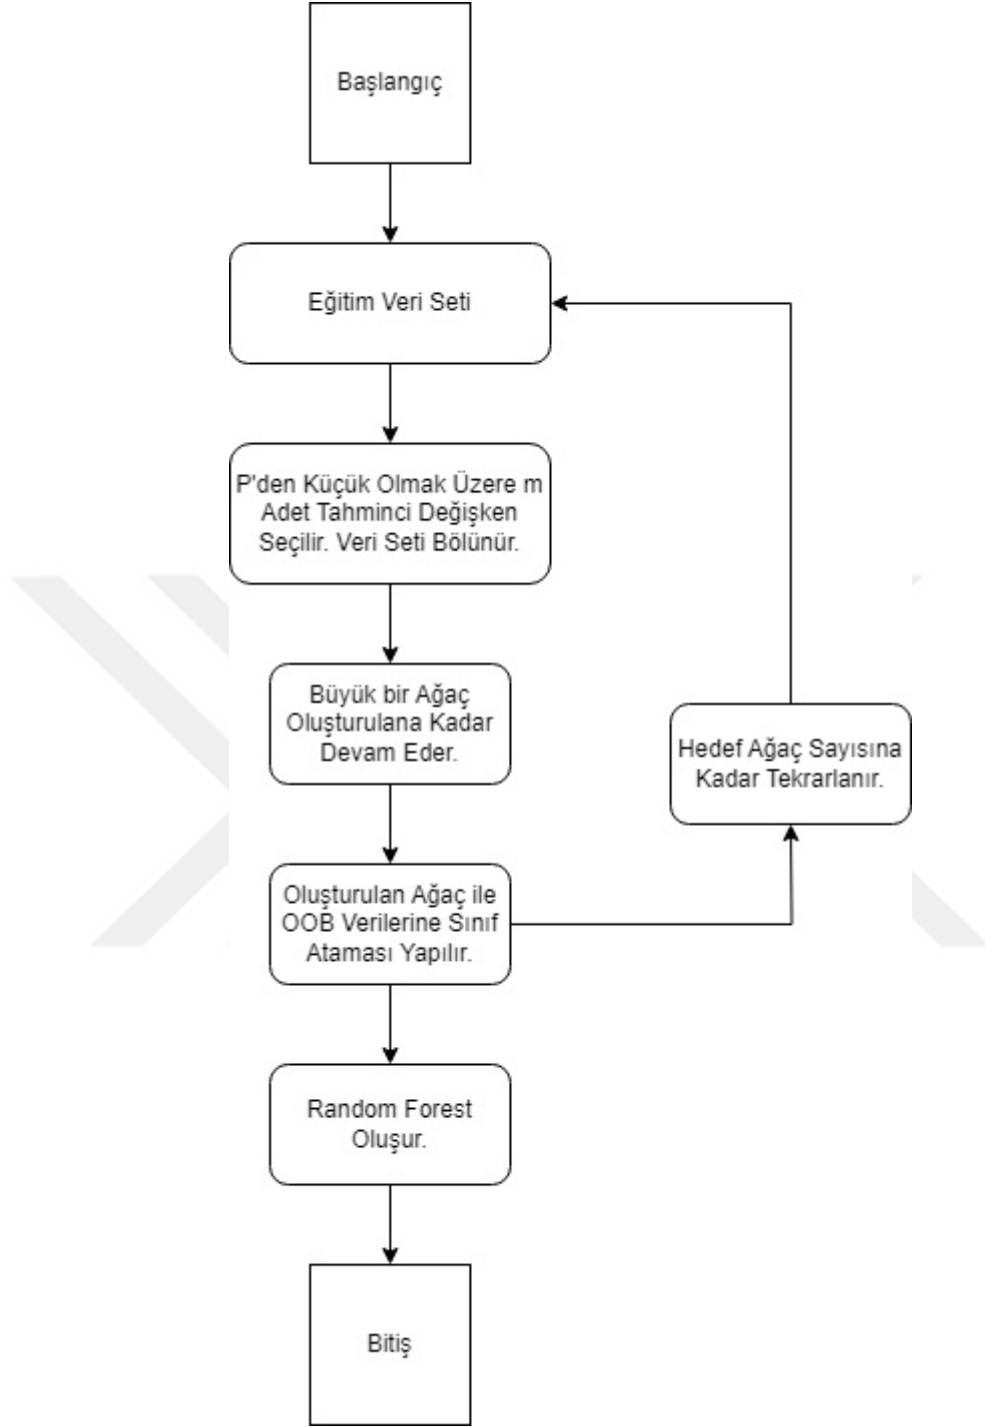 Başlangıç
Eğitim Veri Seti
P'den Küçük Olmak Üzere m
Adet Tahminci Değişken
Seçilir. Veri Seti Bölünür.
Büyük bir Ağaç
Oluşturulana Kadar
Devam Eder.
Hedef Ağaç Sayısına
Kadar Tekrarlanır.
Oluşturulan Ağaç ile
OOB Verilerine Sınıf
Ataması Yapılır.
Random Forest
Oluşur.
Bitiş